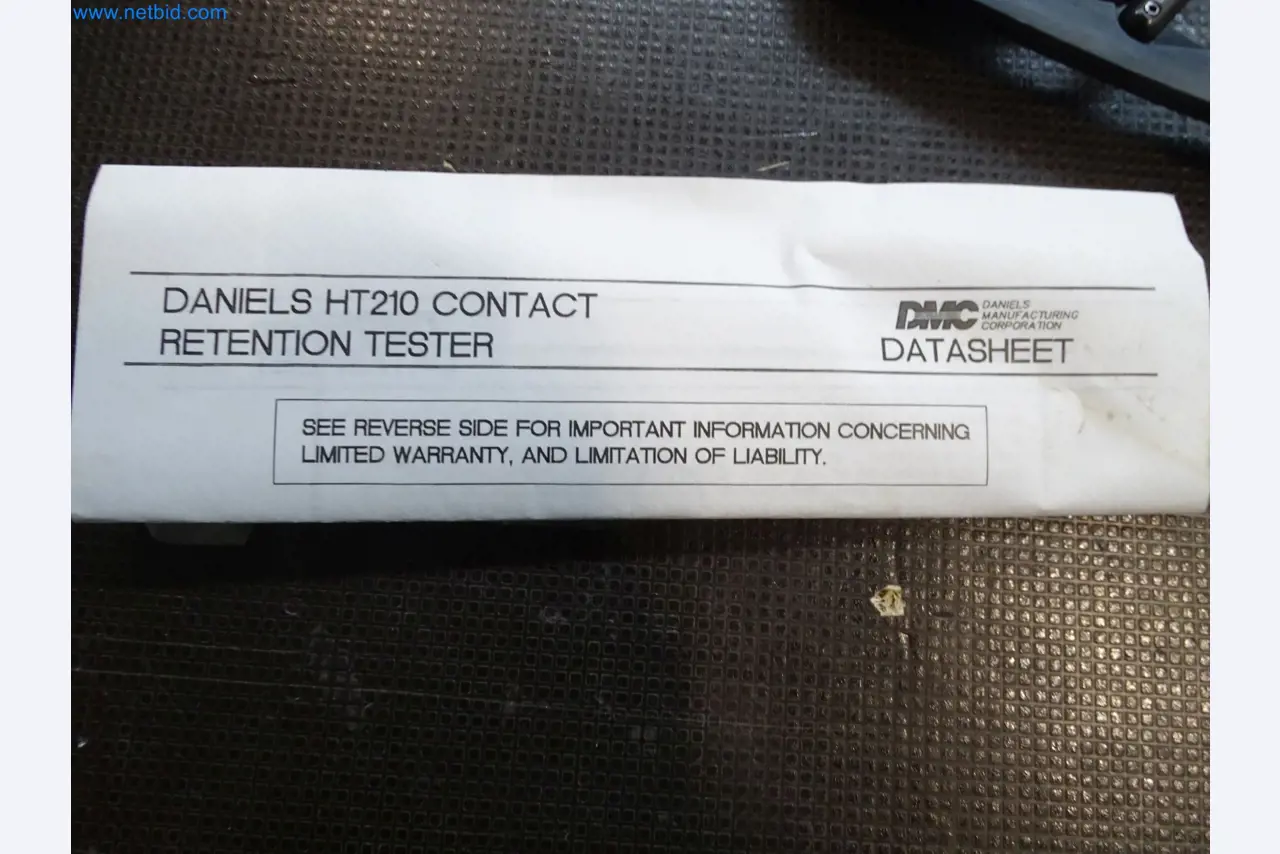 www.netbid.com
DANIELS HT210 CONTACT
RETENTION TESTER
DMC DANIELS
MANUFACTURING
CORPORATION
DATASHEET
SEE REVERSE SIDE FOR IMPORTANT INFORMATION CONCERNING
LIMITED WARRANTY, AND LIMITATION OF LIABILITY.